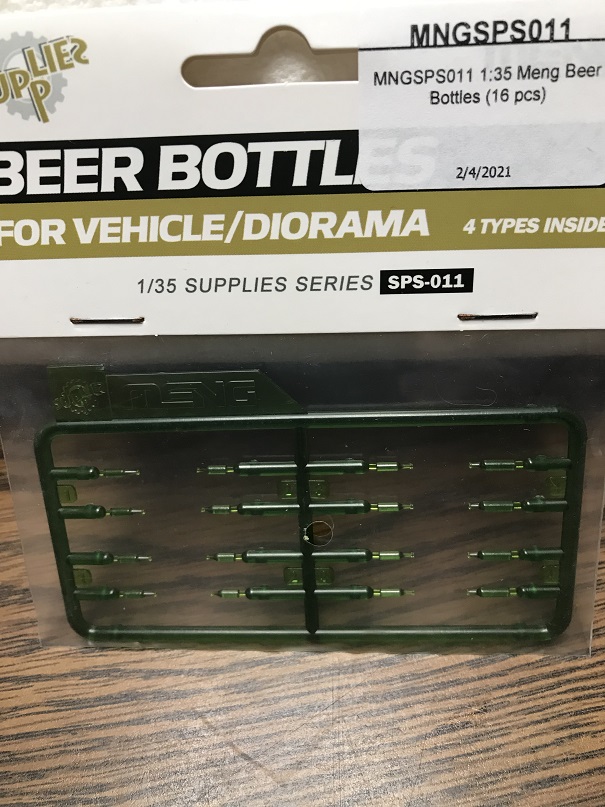 MNGSPS011
MNGSPS011 1:35 Meng Beer
Bottles (16 pcs)
2/4/2021
BEER BOTTLES
FOR VEHICLE/DIORAMA 4 TYPES INSIDE
1/35 SUPPLIES SERIES SPS-011
MENG